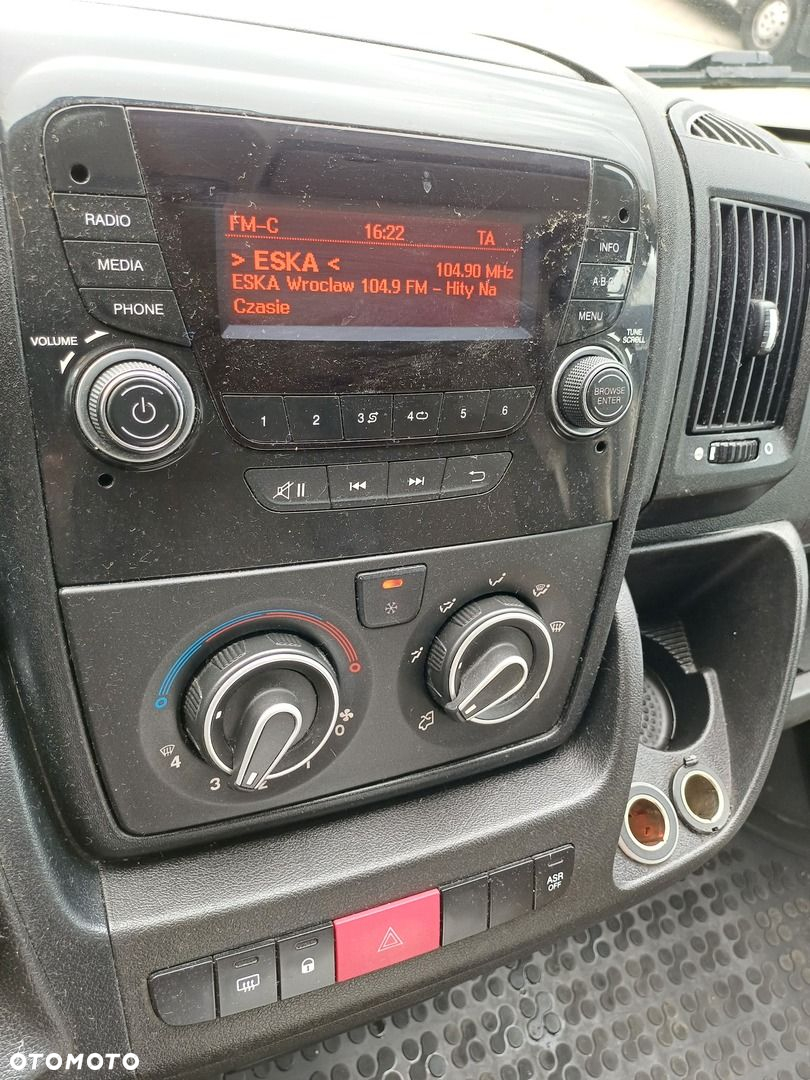 RADIO
MEDIA
PHONE
VOLUME
FM-C 16:22 TA
> ESKA < 104.90 MHz
ESKA Wroclaw 104.9 FM - Hity Na
Czasie
INFO
A-B-C
MENU
TUNE
SCROLL
BROWSE
ENTER
1 2 3 4 5 6
0 1 2 3 4
ASR
OFF
OTOMOTO